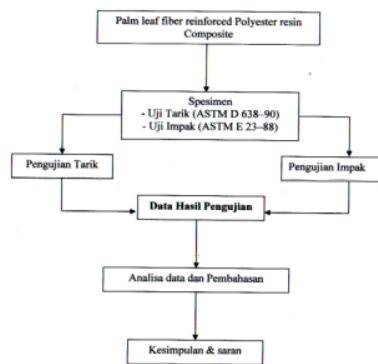 Palm leaf fiber reinforced Polyester resin
Composite
Spesimen
- Uji Tarik (ASTM D 638–90)
- Uji Impak (ASTM E 23–88)
Pengujian Tarik
Pengujian Impak
Data Hasil Pengujian
Analisa data dan Pembahasan
Kesimpulan & saran